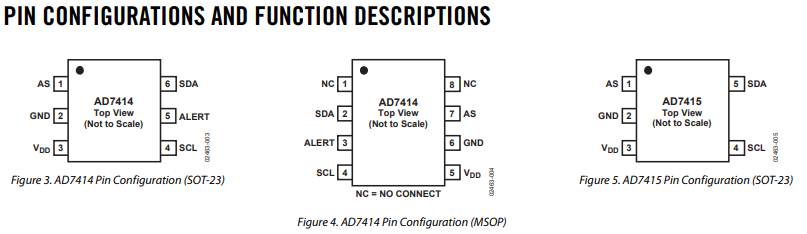 PIN CONFIGURATIONS AND FUNCTION DESCRIPTIONS
AS 1
GND 2
VDD 3
AD7414
Top View
(Not to Scale)
6 SDA
5 ALERT
4 SCL
02463-003
Figure 3. AD7414 Pin Configuration (SOT-23)
NC 1
SDA 2
ALERT 3
SCL 4
AD7414
Top View
(Not to Scale)
8 NC
7 AS
6 GND
5 VDD
NC = NO CONNECT
02463-004
Figure 4. AD7414 Pin Configuration (MSOP)
AS 1
GND 2
VDD 3
AD7415
Top View
(Not to Scale)
5 SDA
4 SCL
02463-005
Figure 5. AD7415 Pin Configuration (SOT-23)